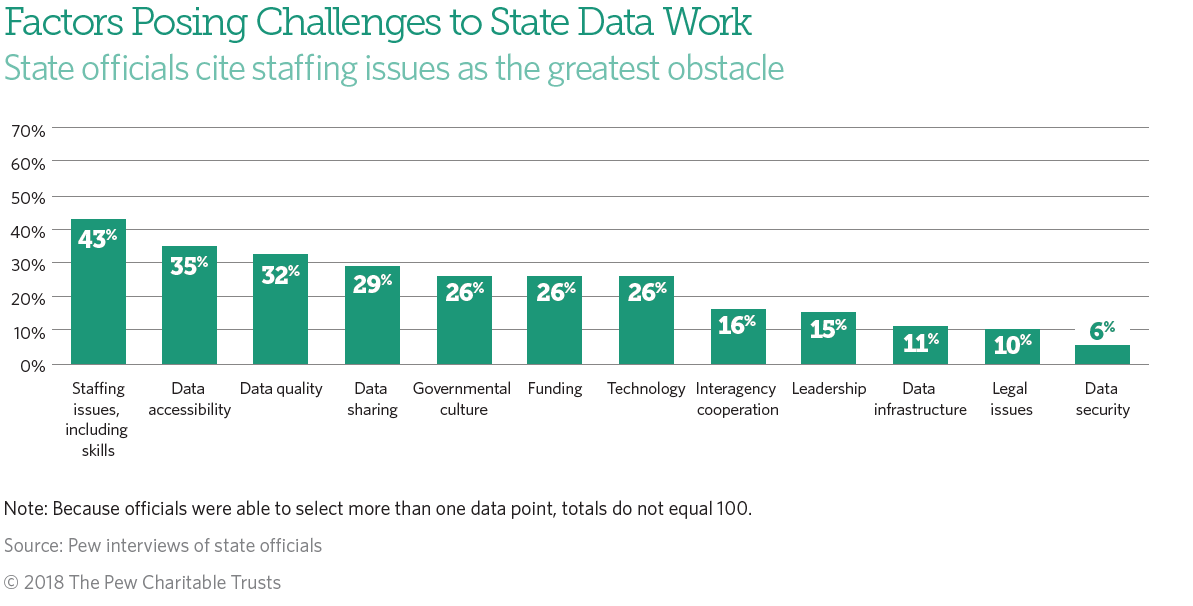 Factors Posing Challenges to State Data Work
State officials cite staffing issues as the greatest obstacle
70%
60%
50%
40%
30%
20%
10%
0%
43%
35%
32%
29%
26%
26%
26%
16%
15%
11%
10%
6%
Staffing
issues,
including
skills
Data
accessibility
Data quality
Data
sharing
Governmental
culture
Funding
Technology
Interagency
cooperation
Leadership
Data
infrastructure
Legal
issues
Data
security
Note: Because officials were able to select more than one data point, totals do not equal 100.
Source: Pew interviews of state officials
© 2018 The Pew Charitable Trusts